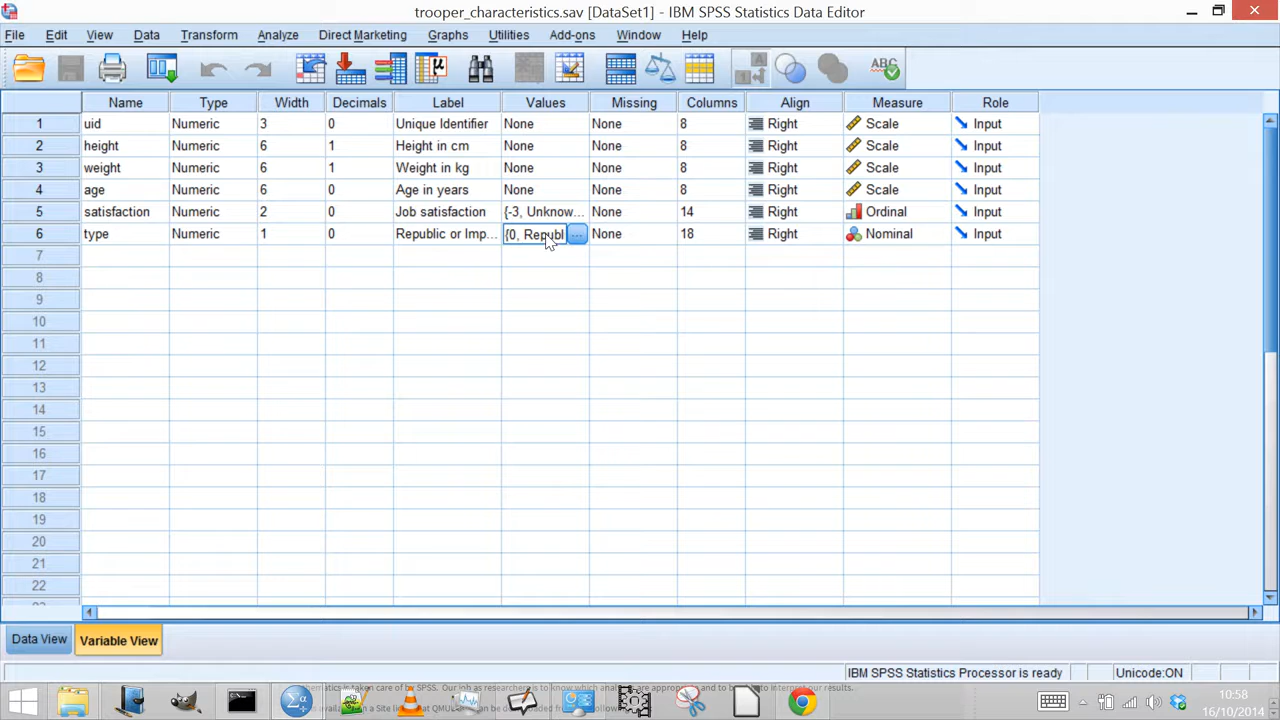 trooper_characteristics.sav [DataSet1] - IBM SPSS Statistics Data Editor
File Edit View Data Transform Analyze Direct Marketing Graphs Utilities Add-ons Window Help
Name Type Width Decimals Label Values Missing Columns Align Measure Role
1 uid Numeric 3 0 Unique Identifier None None 8 Right Scale Input
2 height Numeric 6 1 Height in cm None None 8 Right Scale Input
3 weight Numeric 6 1 Weight in kg None None 8 Right Scale Input
4 age Numeric 6 0 Age in years None None 8 Right Scale Input
5 satisfaction Numeric 2 0 Job satisfaction {-3, Unknow... None 14 Right Ordinal Input
6 type Numeric 1 0 Republic or Imp... {0, Republ ... None 18 Right Nominal Input
7
8
9
10
11
12
13
14
15
16
17
18
19
20
21
22
Data View Variable View
IBM SPSS Statistics Processor is ready Unicode:ON
10:58
16/10/2014